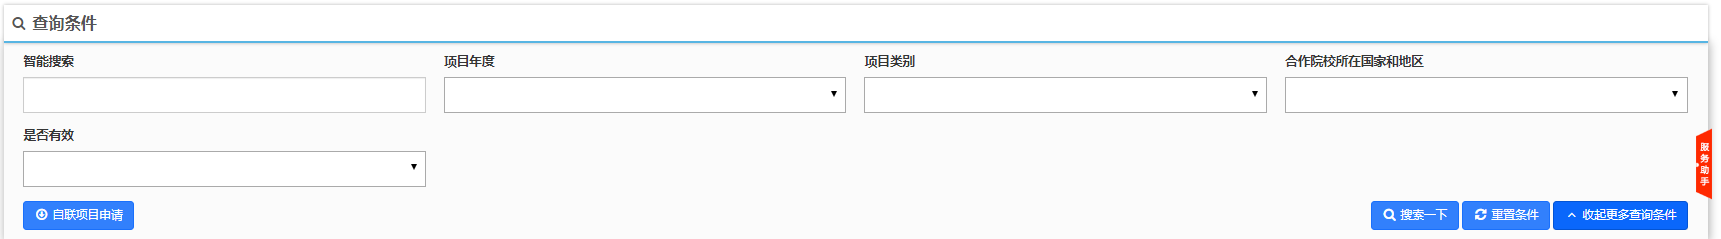 查询条件
智能搜索
项目年度
项目类别
合作院校所在国家和地区
是否有效
自联项目申请
搜索一下
重置条件
收起更多查询条件
服务助手